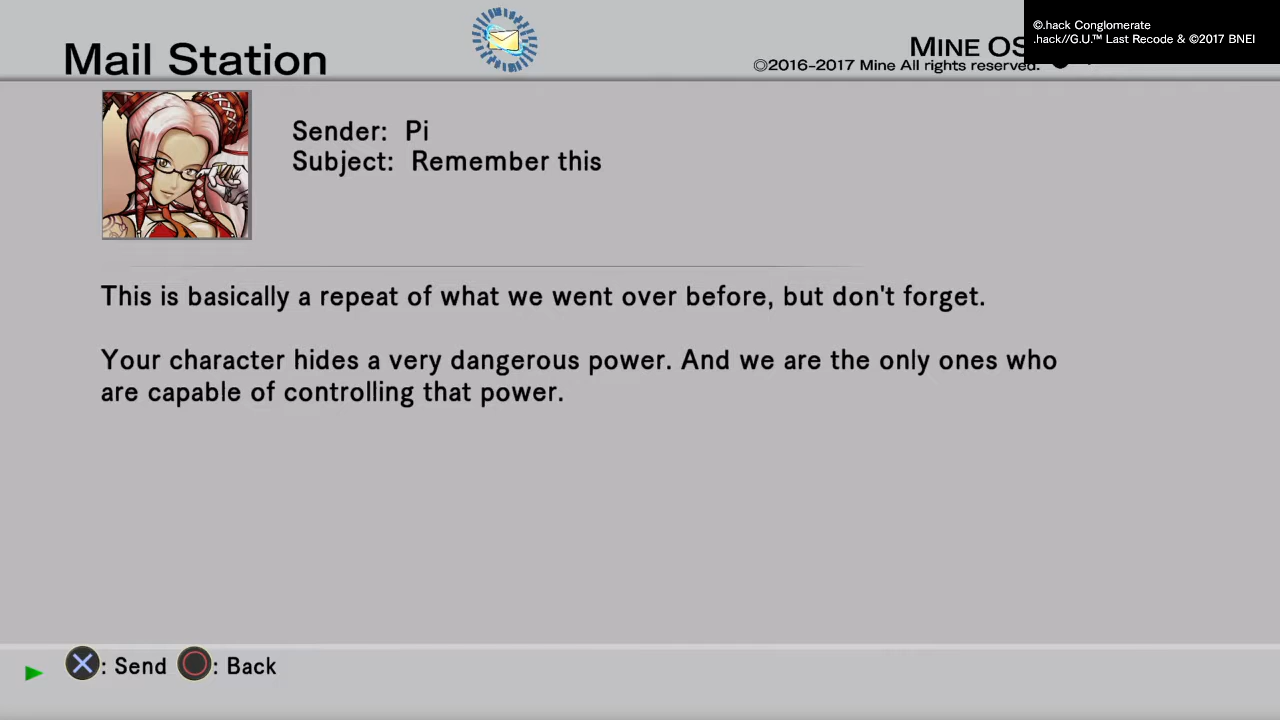 Mail Station
MINE OS
©2016-2017 Mine All rights reserved.
©.hack Conglomerate
.hack//G.U.™ Last Recode & ©2017 BNEI
Sender: Pi
Subject: Remember this
This is basically a repeat of what we went over before, but don't forget.
Your character hides a very dangerous power. And we are the only ones who
are capable of controlling that power.
: Send : Back